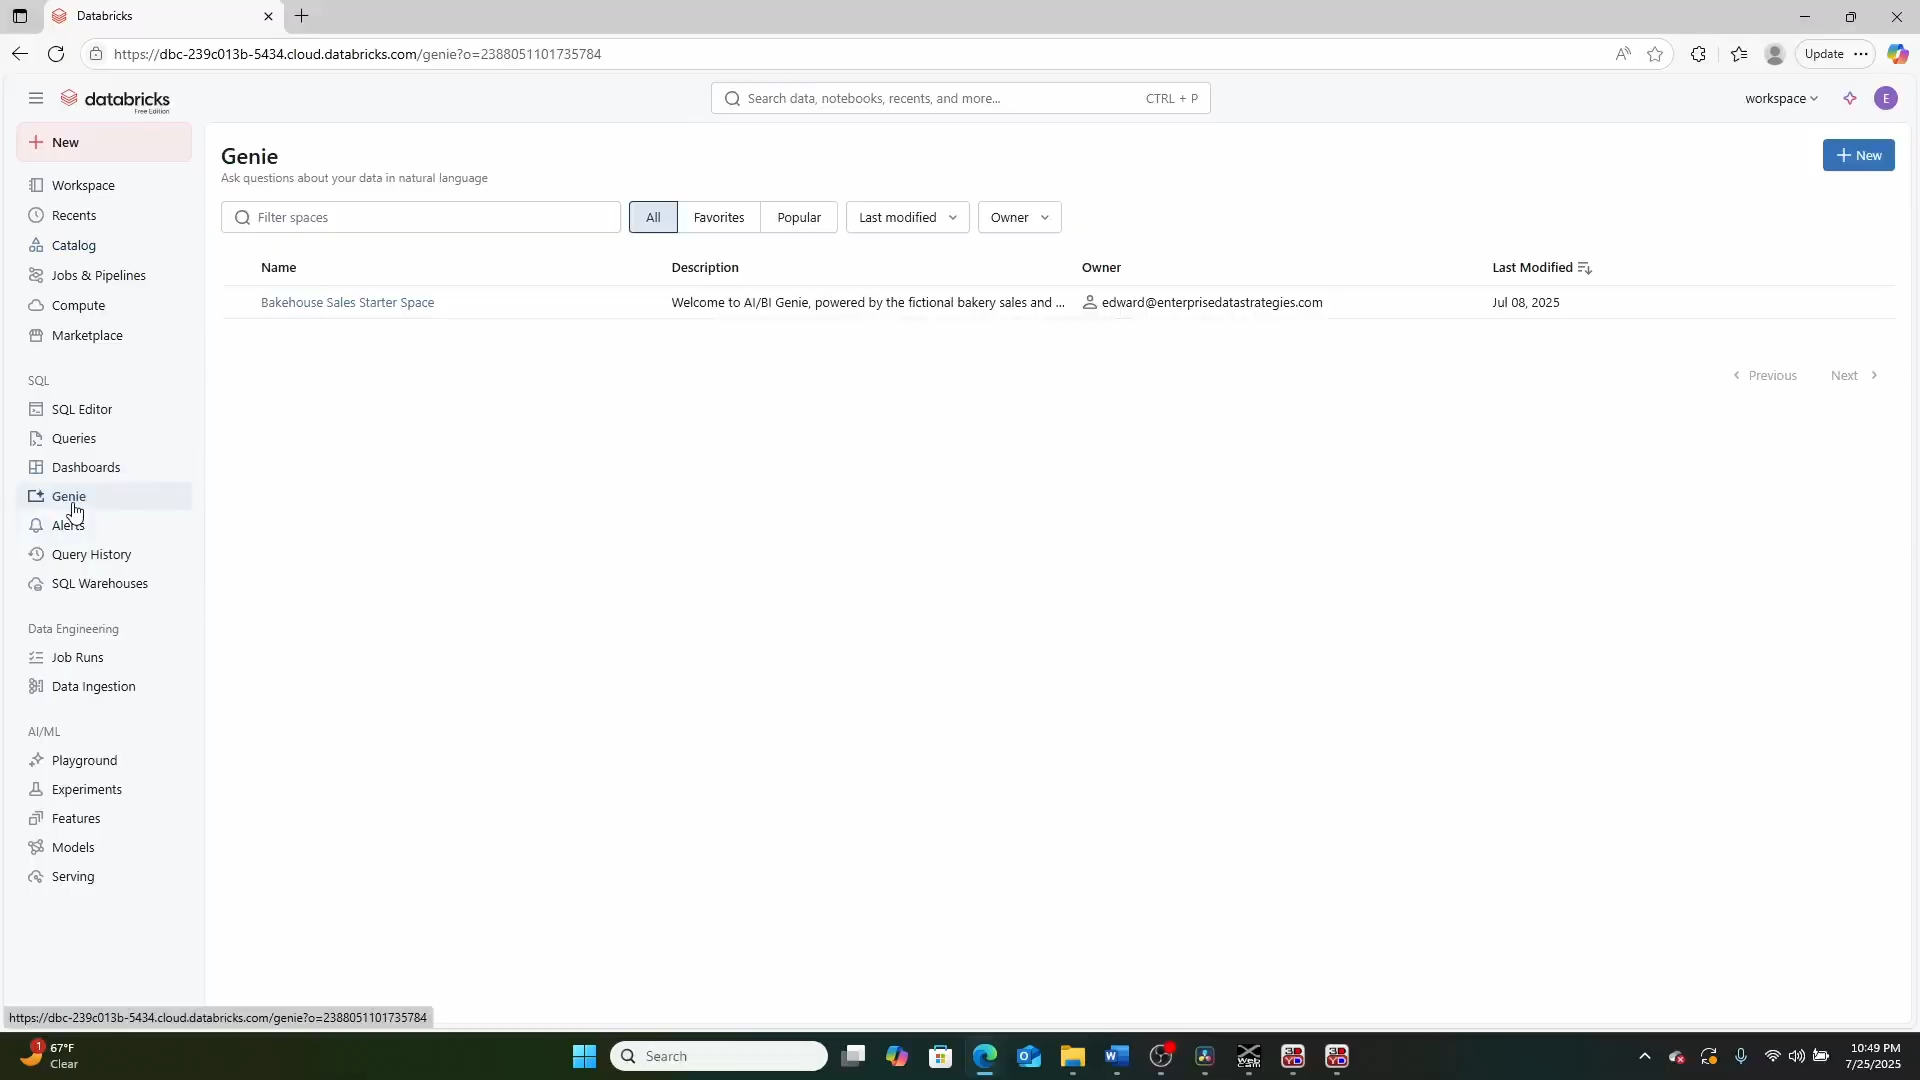 Databricks
https://dbc-239c013b-5434.cloud.databricks.com/genie?o=2388051101735784
Update
databricks
Free Edition
Search data, notebooks, recents, and more...
CTRL + P
workspace
E
New
Workspace
Recents
Catalog
Jobs & Pipelines
Compute
Marketplace
SQL
SQL Editor
Queries
Dashboards
Genie
Alerts
Query History
SQL Warehouses
Data Engineering
Job Runs
Data Ingestion
AI/ML
Playground
Experiments
Features
Models
Serving
Genie
Ask questions about your data in natural language
New
Filter spaces
All
Favorites
Popular
Last modified
Owner
Name Description Owner Last Modified
Bakehouse Sales Starter Space Welcome to AI/BI Genie, powered by the fictional bakery sales and ... edward@enterprisedatastrategies.com Jul 08, 2025
Previous
Next
https://dbc-239c013b-5434.cloud.databricks.com/genie?o=2388051101735784
1
67°F
Clear
Search
10:49 PM
7/25/2025